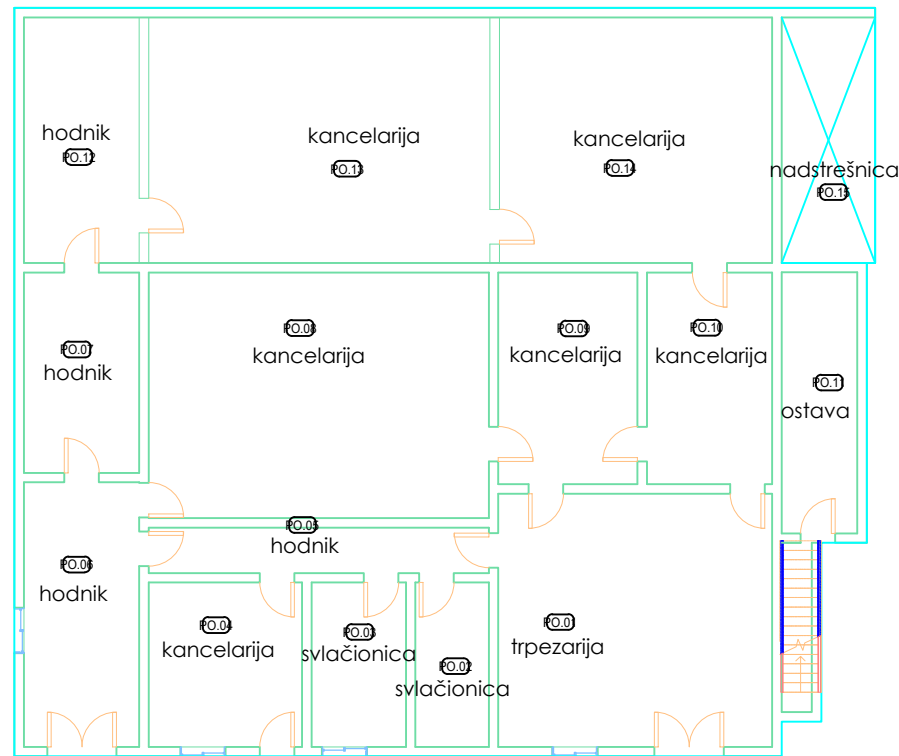 hodnik
PO.12
kancelarija
PO.13
kancelarija
PO.14
nadstrešnica
PO.15
PO.07
hodnik
PO.08
kancelarija
PO.09
kancelarija
PO.10
kancelarija
PO.11
ostava
PO.05
hodnik
PO.06
hodnik
PO.04
kancelarija
PO.03
svlačionica
PO.02
svlačionica
PO.01
trpezarija